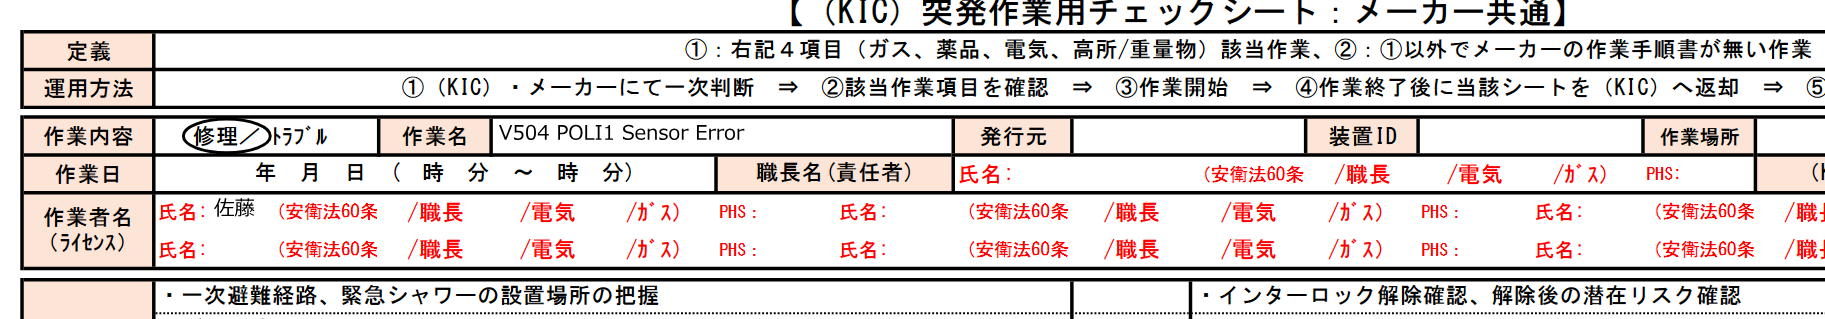 【（KIC）突発作業用チェックシート：メーカー共通】
定義 ①：右記４項目（ガス、薬品、電気、高所/重量物）該当作業、②：①以外でメーカーの作業手順書が無い作業
運用方法 ①（KIC）・メーカーにて一次判断 ⇒ ②該当作業項目を確認 ⇒ ③作業開始 ⇒ ④作業終了後に当該シートを（KIC）へ返却 ⇒ ⑤
作業内容 修理／ﾄﾗﾌﾞﾙ 作業名 V504 POLI1 Sensor Error 発行元 装置ID 作業場所
作業日 年 月 日 （ 時 分 ～ 時 分） 職長名(責任者) 氏名: （安衛法60条 /職長 /電気 /ｶﾞｽ） PHS:
作業者名 氏名: 佐藤 （安衛法60条 /職長 /電気 /ｶﾞｽ） PHS： 氏名: （安衛法60条 /職長 /電気 /ｶﾞｽ） PHS： 氏名: （安衛法60条 /職長
（ﾗｲｾﾝｽ） 氏名: （安衛法60条 /職長 /電気 /ｶﾞｽ） PHS： 氏名: （安衛法60条 /職長 /電気 /ｶﾞｽ） PHS： 氏名: （安衛法60条 /職長
・一次避難経路、緊急シャワーの設置場所の把握 ・インターロック解除確認、解除後の潜在リスク確認